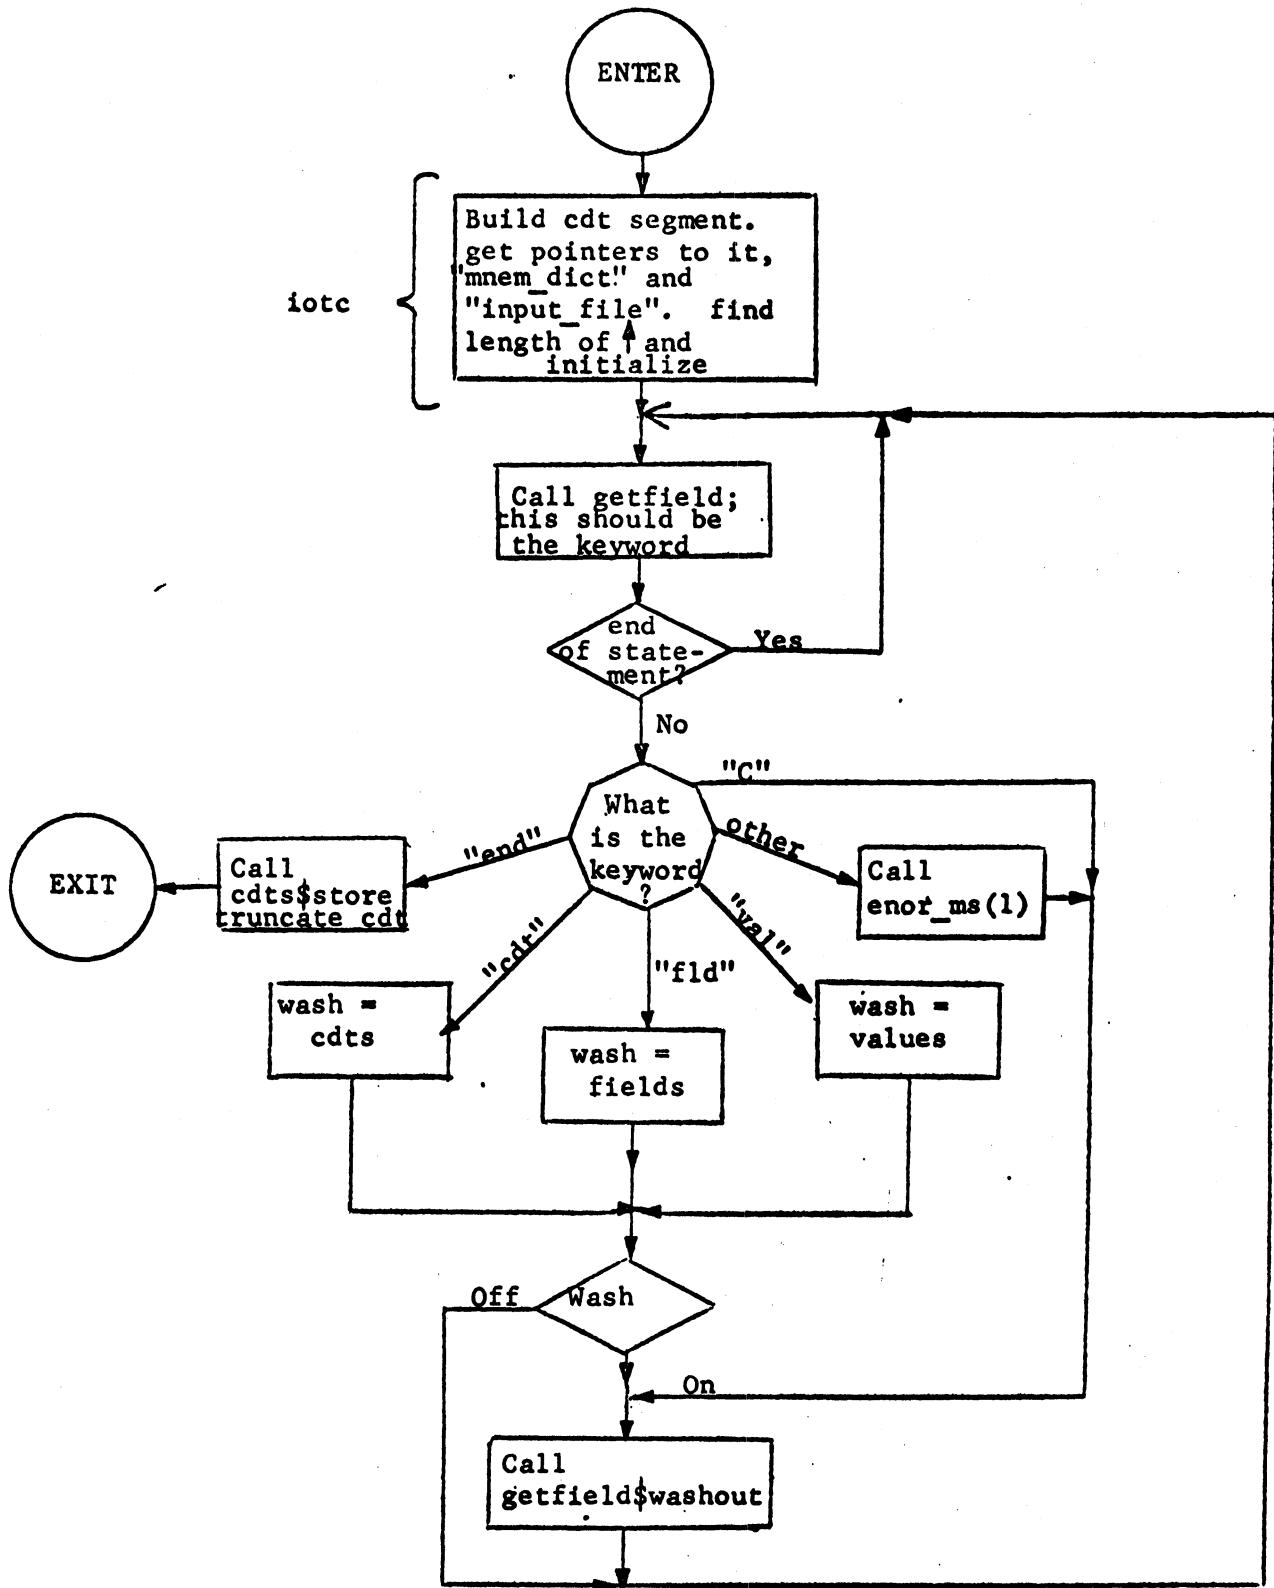 ENTER
iotc
Build cdt segment.
get pointers to it,
"mnem_dict" and
"input_file". find
length of ↑ and
initialize
Call getfield;
this should be
the keyword
end
of state-
ment?
Yes
No
"C"
What
is the
keyword
?
"end"
other
"cdt"
"fld"
"val"
EXIT
Call
cdts$store
truncate cdt
Call
enor_ms(1)
wash =
cdts
wash =
fields
wash =
values
Off
Wash
On
Call
getfield$washout